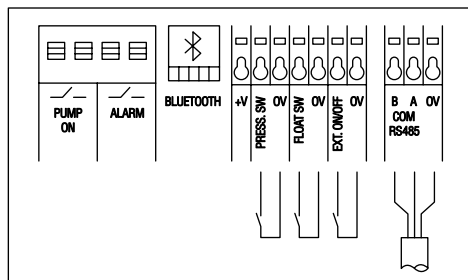 PUMP
ON
ALARM
BLUETOOTH
+V
PRESS. SW
0V
FLOAT SW
0V
EXT. ON/OFF
0V
B A 0V
COM
RS485